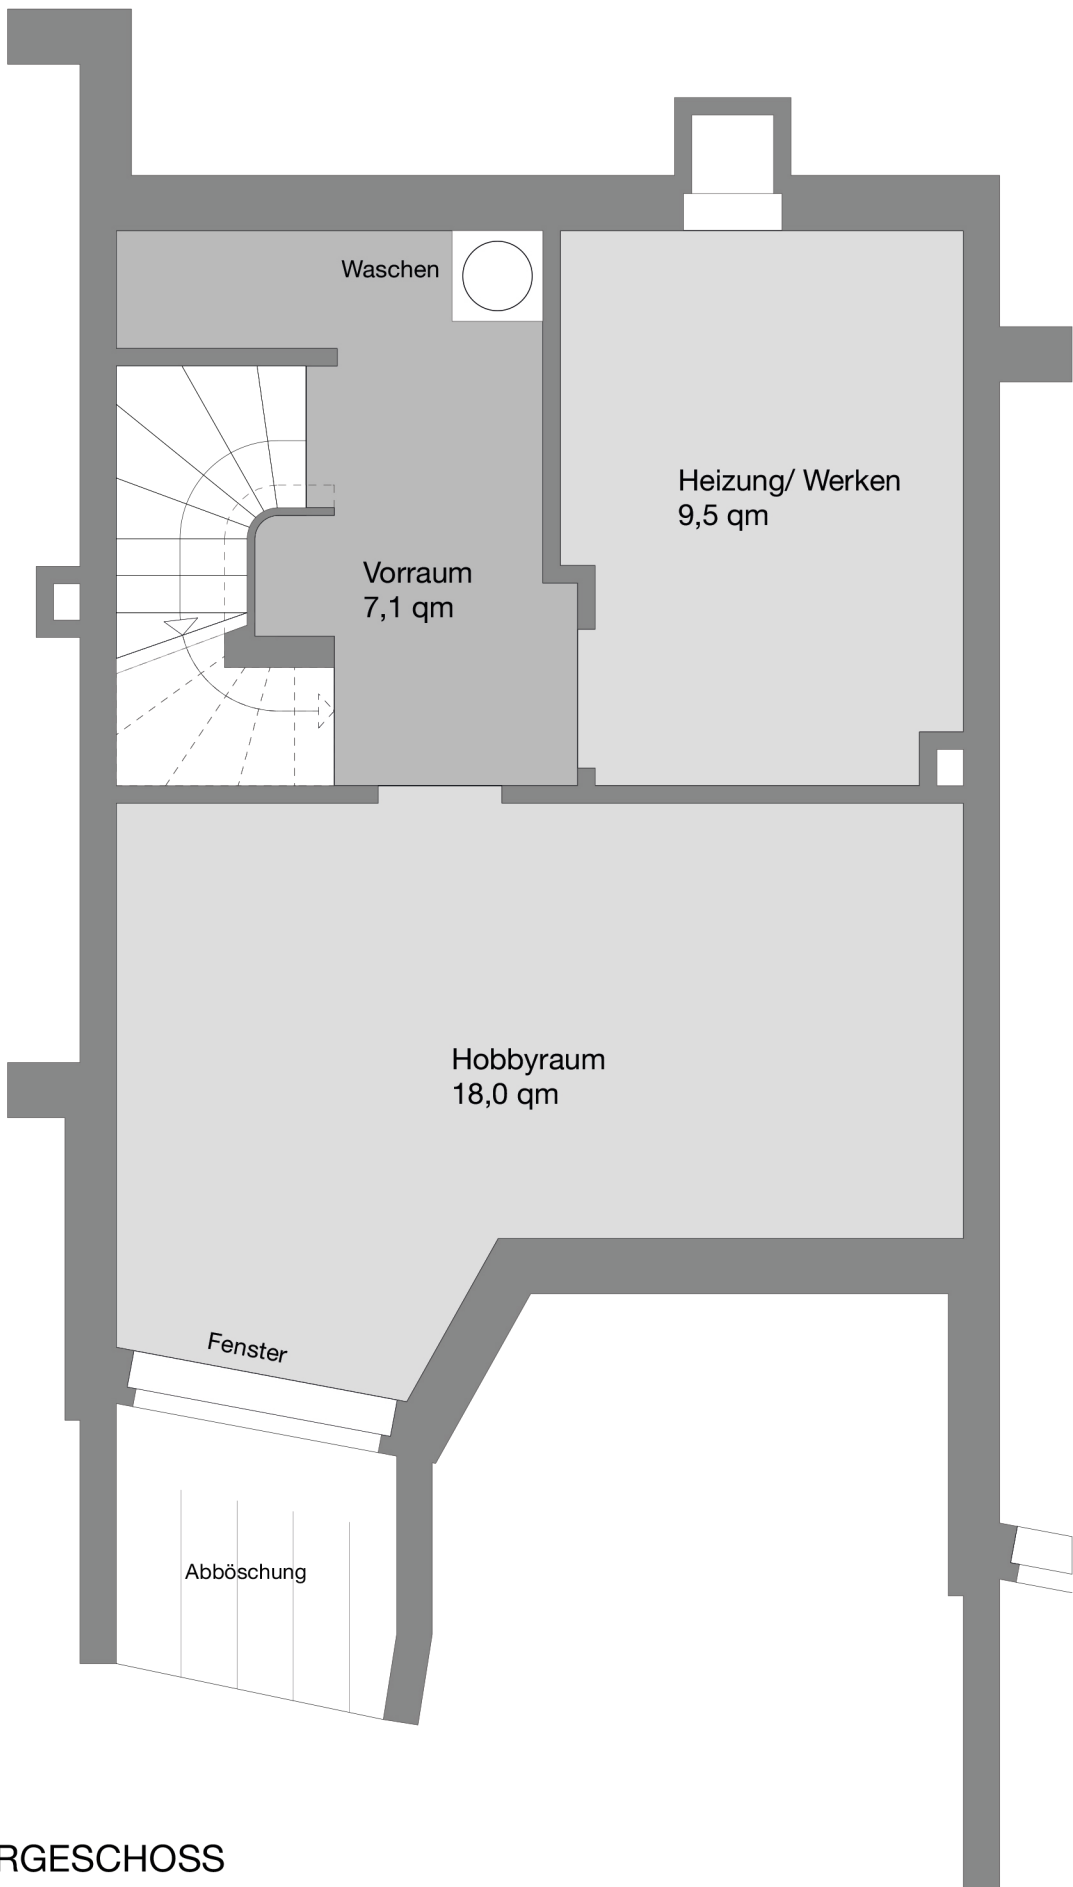 Waschen
Heizung/ Werken
9,5 qm
Vorraum
7,1 qm
Hobbyraum
18,0 qm
Fenster
Abböschung
RGESCHOSS